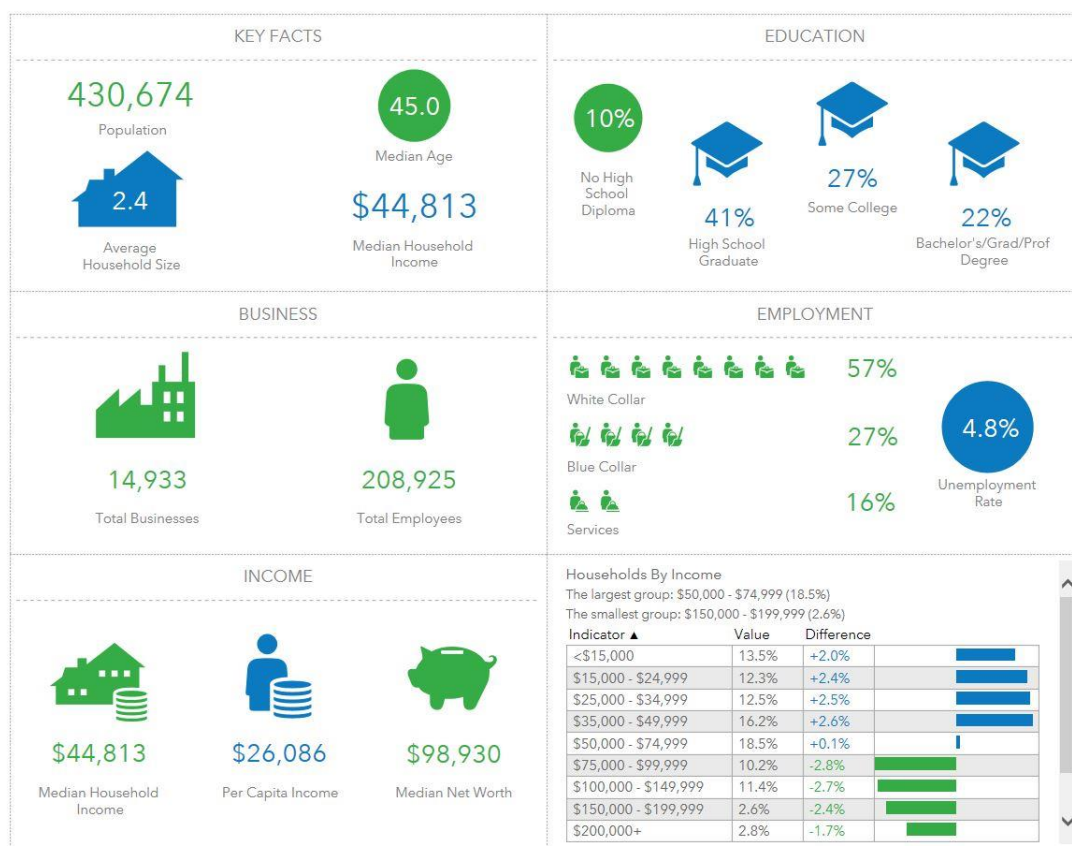 KEY FACTS
430,674
Population
45.0
Median Age
2.4
Average
Household Size
$44,813
Median Household
Income
EDUCATION
10%
No High
School
Diploma
41%
High School
Graduate
27%
Some College
22%
Bachelor's/Grad/Prof
Degree
BUSINESS
14,933
Total Businesses
208,925
Total Employees
EMPLOYMENT
57%
White Collar
27%
Blue Collar
16%
Services
4.8%
Unemployment
Rate
INCOME
$44,813
Median Household
Income
$26,086
Per Capita Income
$98,930
Median Net Worth
Households By Income
The largest group: $50,000 - $74,999 (18.5%)
The smallest group: $150,000 - $199,999 (2.6%)
Indicator ▲ Value Difference
<$15,000 13.5% +2.0%
$15,000 - $24,999 12.3% +2.4%
$25,000 - $34,999 12.5% +2.5%
$35,000 - $49,999 16.2% +2.6%
$50,000 - $74,999 18.5% +0.1%
$75,000 - $99,999 10.2% -2.8%
$100,000 - $149,999 11.4% -2.7%
$150,000 - $199,999 2.6% -2.4%
$200,000+ 2.8% -1.7%